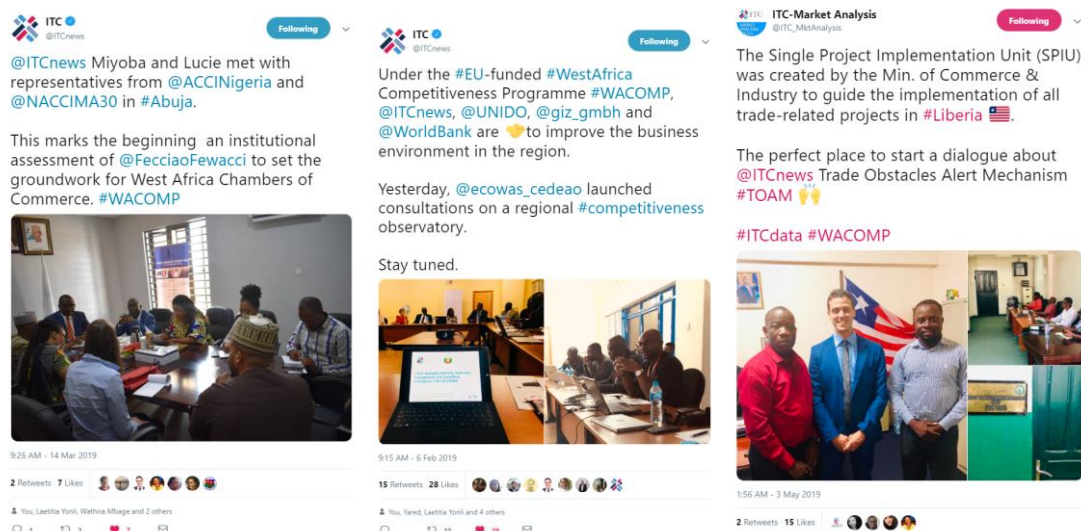 ITC
@ITCnews
Following
@ITCnews Miyoba and Lucie met with
representatives from @ACCINigeria and
@NACCIMA30 in #Abuja.
This marks the beginning  an institutional
assessment of @FecciaoFewacci to set the
groundwork for West Africa Chambers of
Commerce. #WACOMP
9:26 AM - 14 Mar 2019
2 Retweets 7 Likes
You, Laetitia Yonli, Wathira Mbage and 2 others
ITC
@ITCnews
Following
Under the #EU-funded #WestAfrica
Competitiveness Programme #WACOMP,
@ITCnews, @UNIDO, @giz_gmbh and
@WorldBank are 🤝to improve the business
environment in the region.
Yesterday, @ecowas_cedeao launched
consultations on a regional #competitiveness
observatory.
Stay tuned.
9:15 AM - 6 Feb 2019
15 Retweets 28 Likes
You, Yared, Laetitia Yonli and 4 others
ITC
ITC-Market Analysis
@ITC_MktAnalysis
Following
The Single Project Implementation Unit (SPIU)
was created by the Min. of Commerce &
Industry to guide the implementation of all
trade-related projects in #Liberia 🇱🇷.
The perfect place to start a dialogue about
@ITCnews Trade Obstacles Alert Mechanism
#TOAM 🙌
#ITCdata #WACOMP
1:56 AM - 3 May 2019
2 Retweets 15 Likes